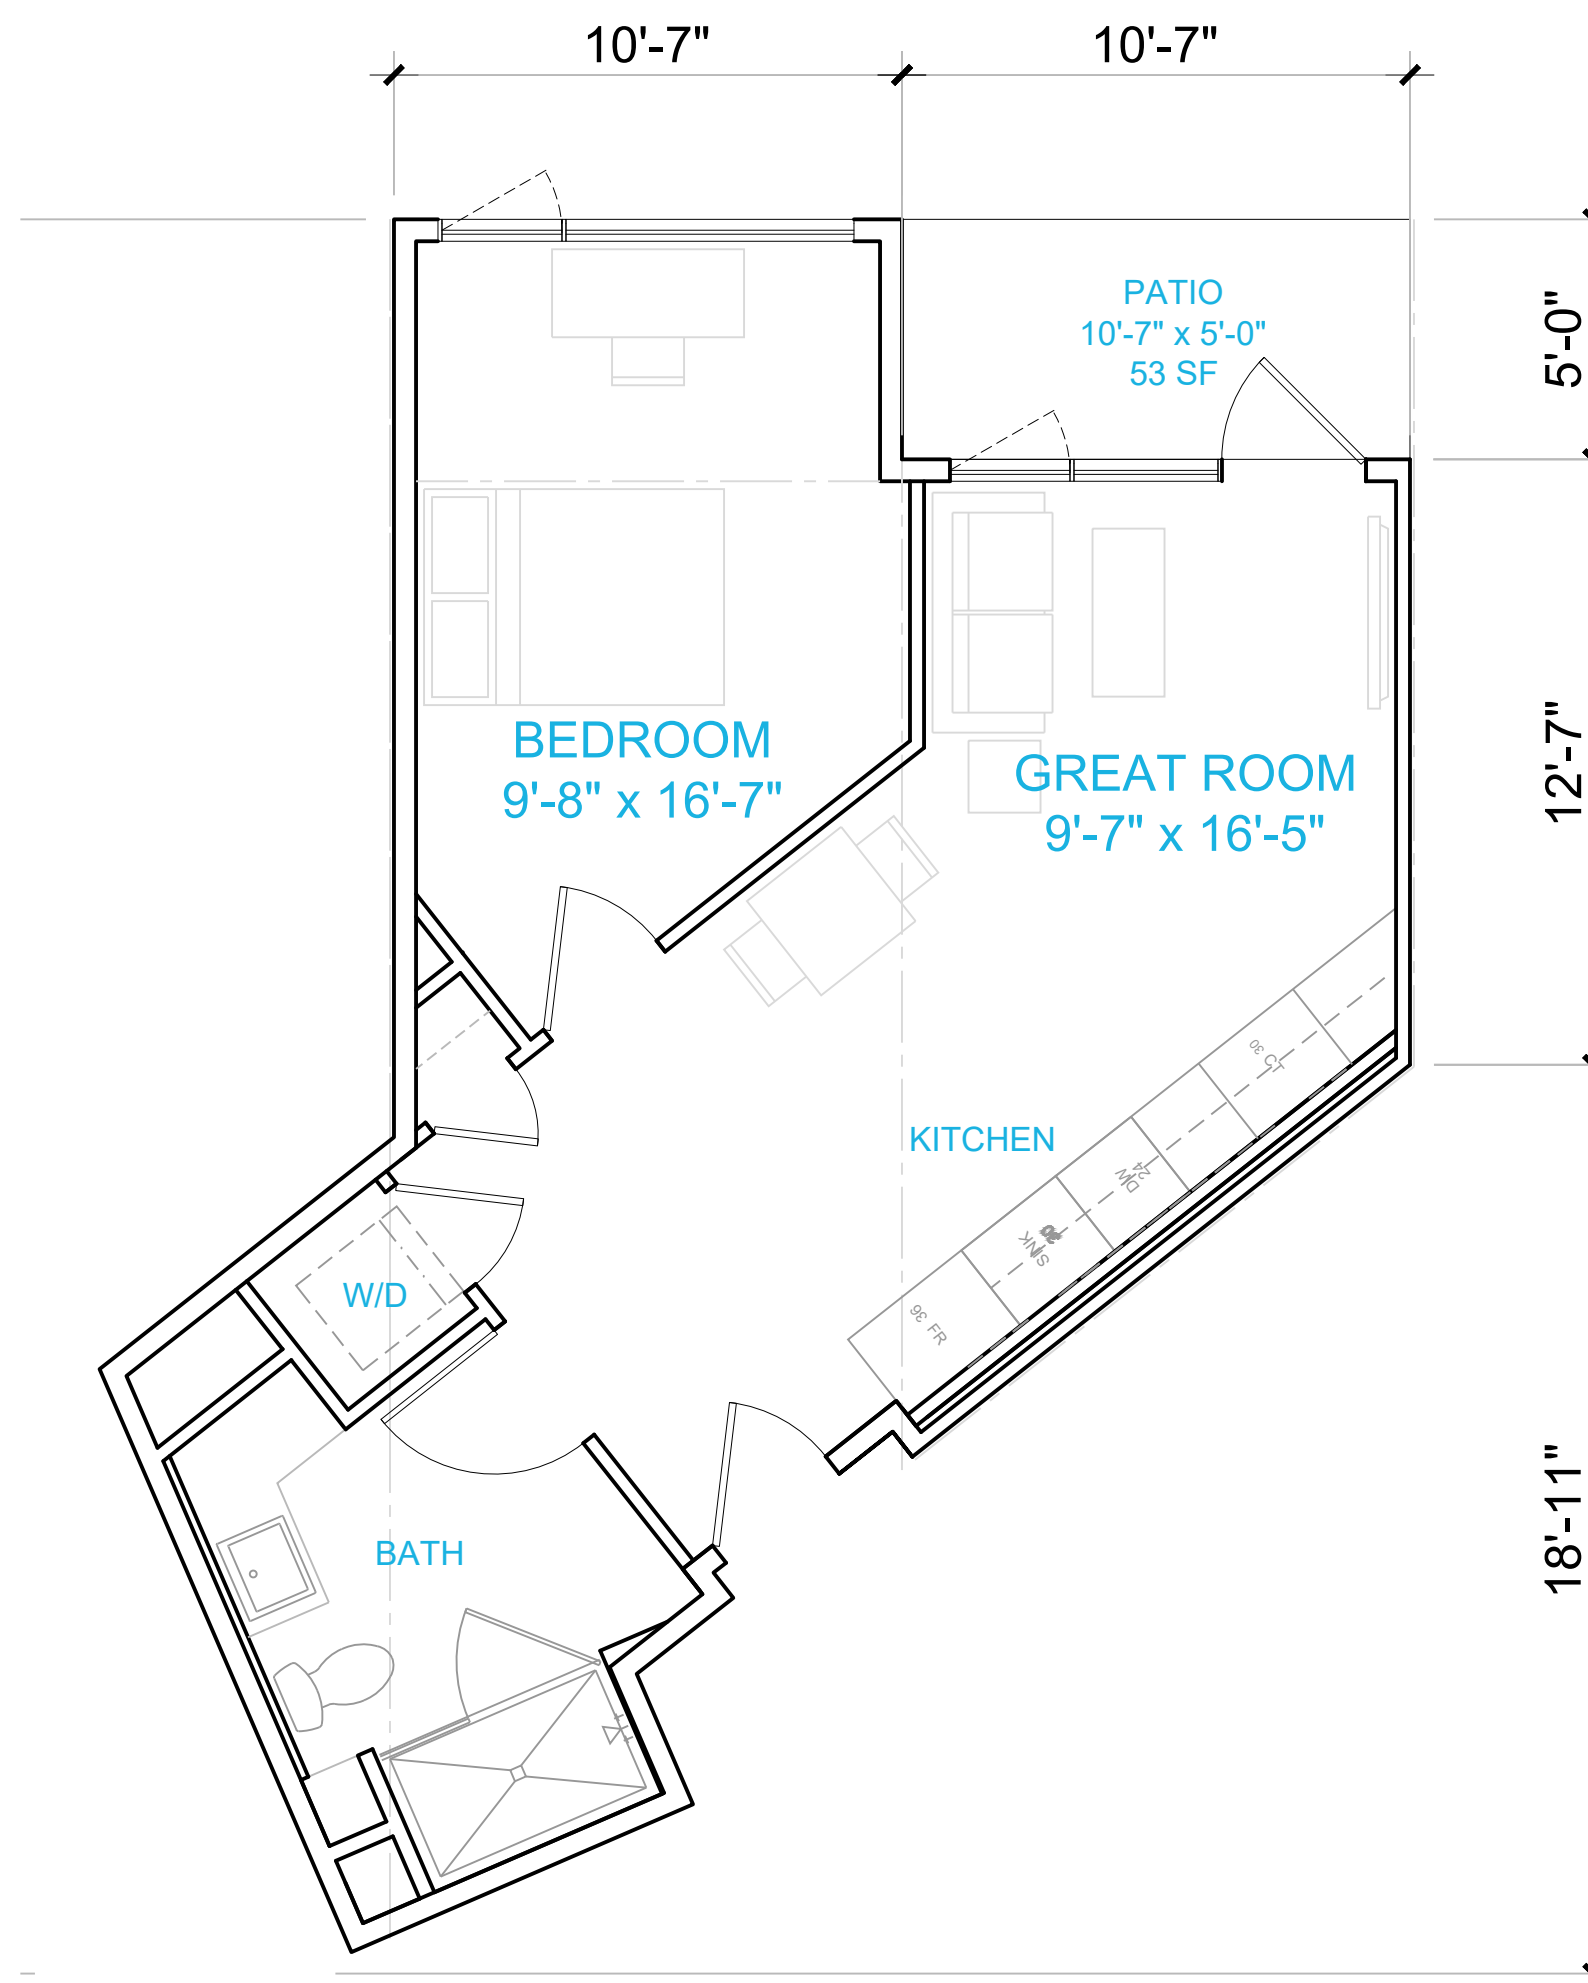 10'-7"
10'-7"
PATIO
10'-7" x 5'-0"
53 SF
5'-0"
BEDROOM
9'-8" x 16'-7"
GREAT ROOM
9'-7" x 16'-5"
12'-7"
30 CT
KITCHEN
24
DW
SINK
36 FR
W/D
18'-11"
BATH